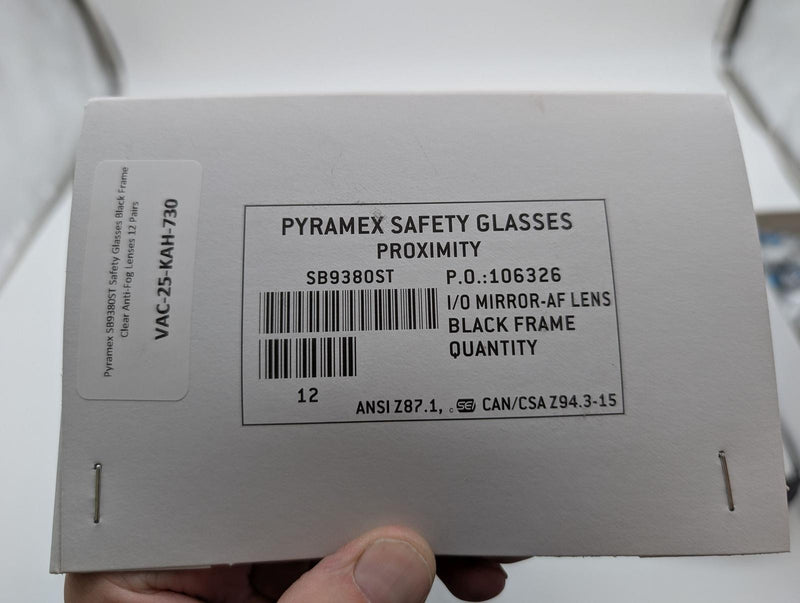 Pyramex SB9380ST Safety Glasses Black Frame
Clear Anti-Fog Lenses 12 Pairs
VAC-25-KAH-730
PYRAMEX SAFETY GLASSES
PROXIMITY
SB9380ST P.O.:106326
I/O MIRROR-AF LENS
BLACK FRAME
QUANTITY
12
ANSI Z87.1, c SEI CAN/CSA Z94.3-15